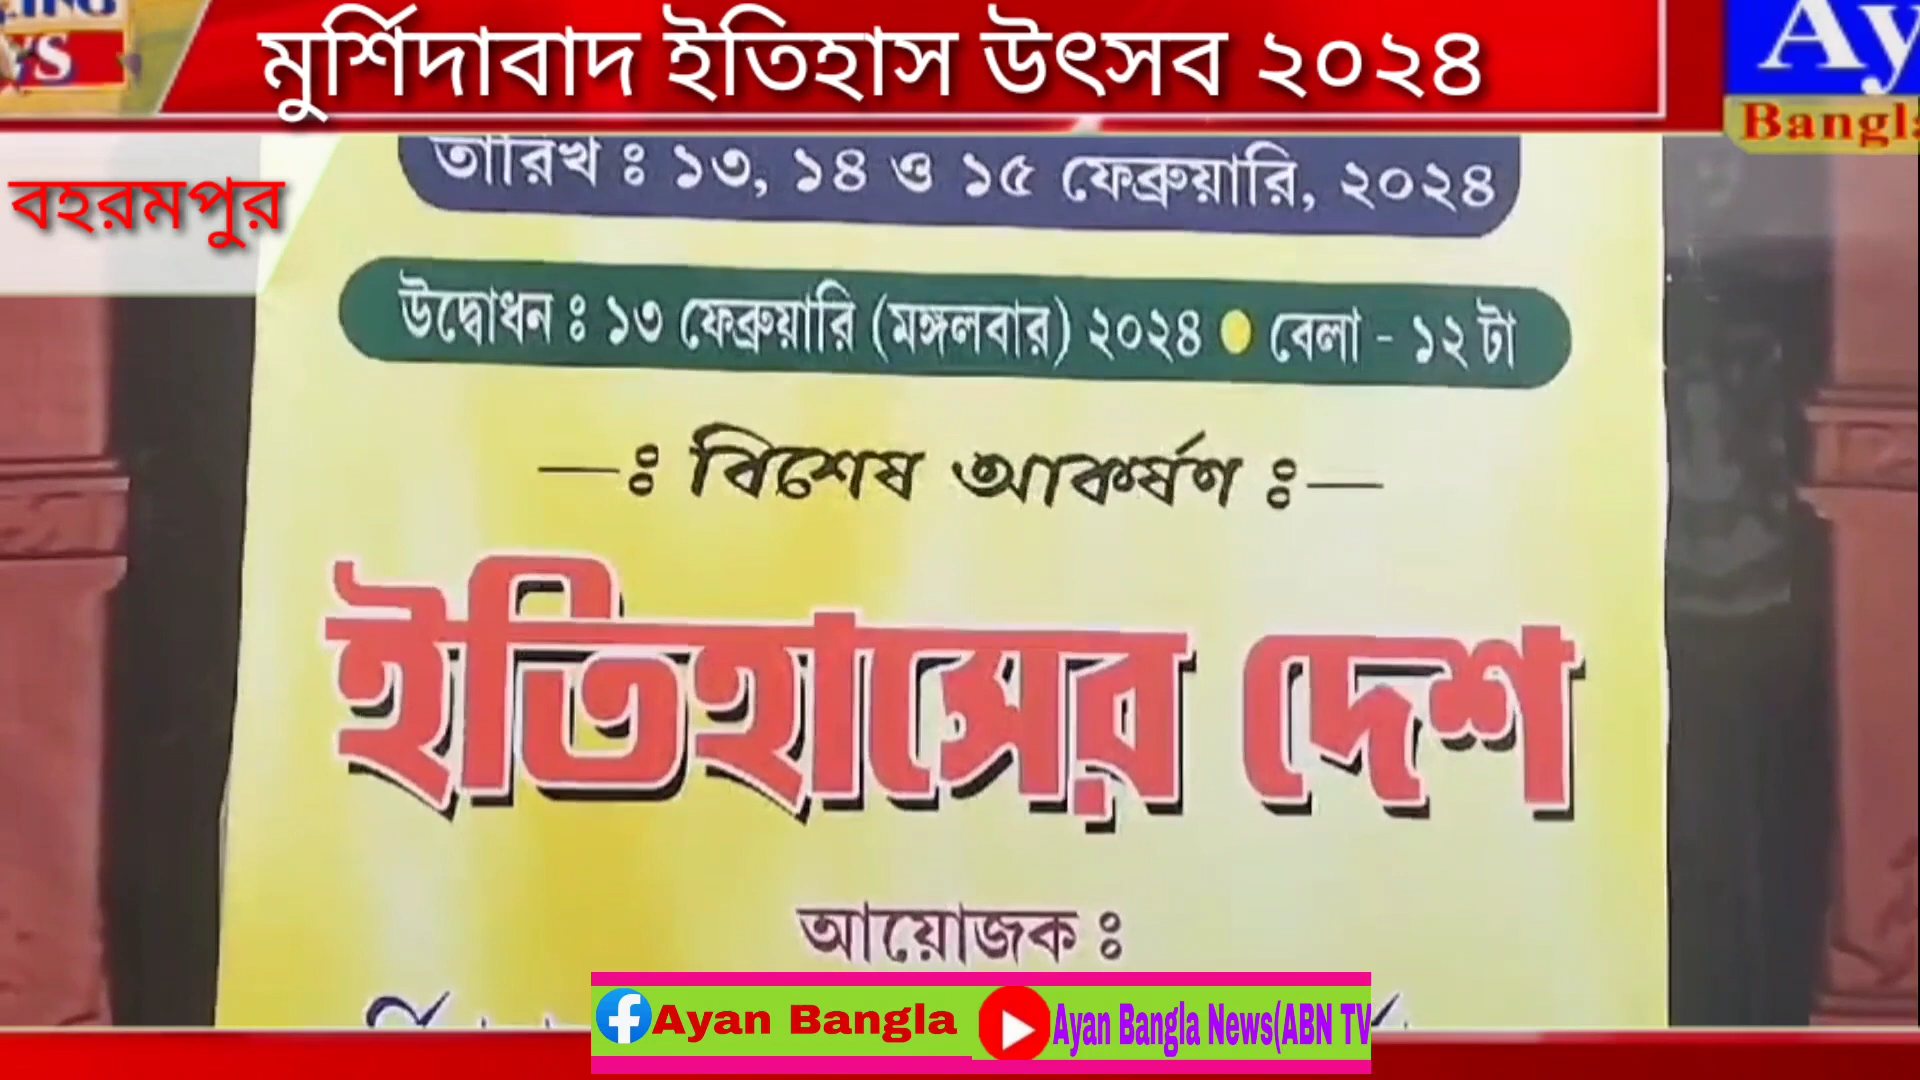 মুর্শিদাবাদ ইতিহাস উৎসব ২০২৪
Bangla
বহরমপুর
তারিখ ঃ ১৩, ১৪ ও ১৫ ফেব্রুয়ারি, ২০২৪
উদ্বোধন ঃ ১৩ ফেব্রুয়ারি (মঙ্গলবার) ২০২৪ ● বেলা - ১২ টা
—ঃ বিশেষ আকর্ষণ ঃ—
ইতিহাসের দেশ
আয়োজক ঃ
Ayan Bangla
Ayan Bangla News(ABN TV